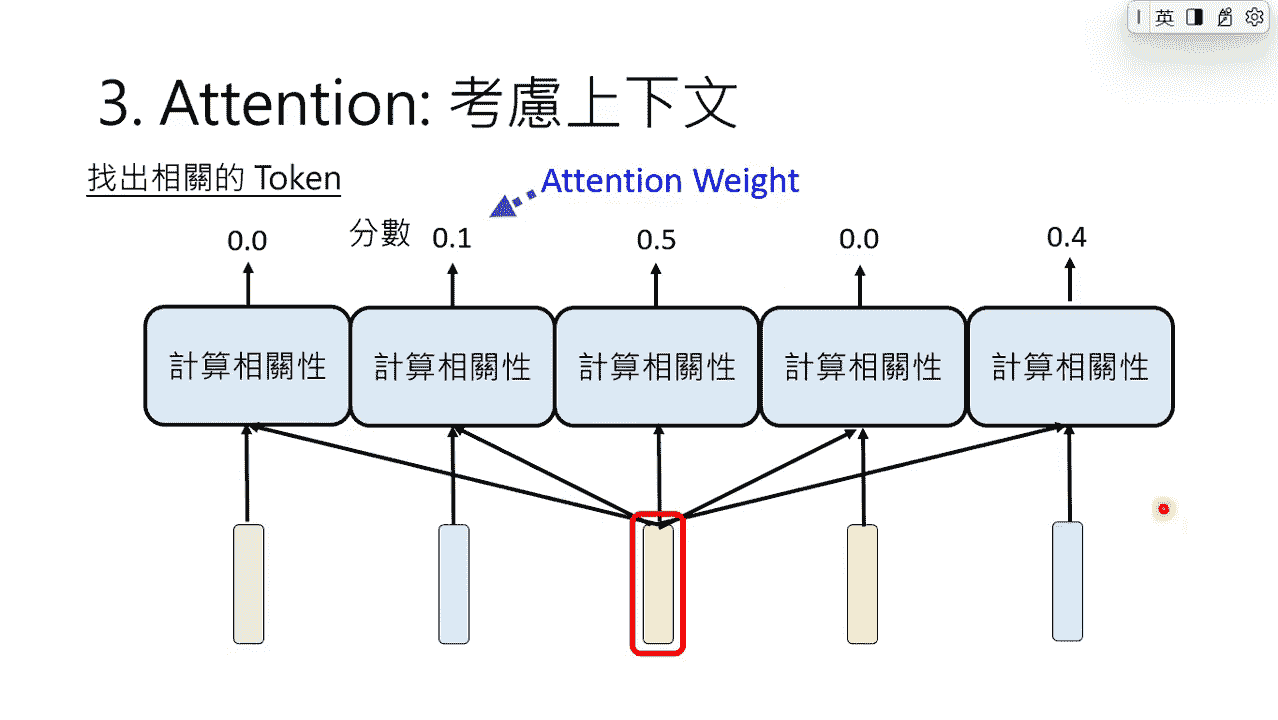 英
3. Attention: 考慮上下文
找出相關的 Token
Attention Weight
0.0 分數 0.1 0.5 0.0 0.4
計算相關性 計算相關性 計算相關性 計算相關性 計算相關性